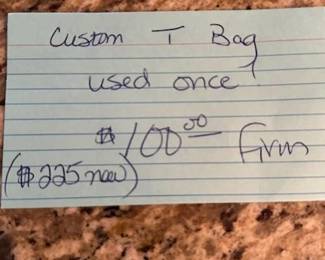 Custom T Bag
used once!
$100.00 firm
($225 new)